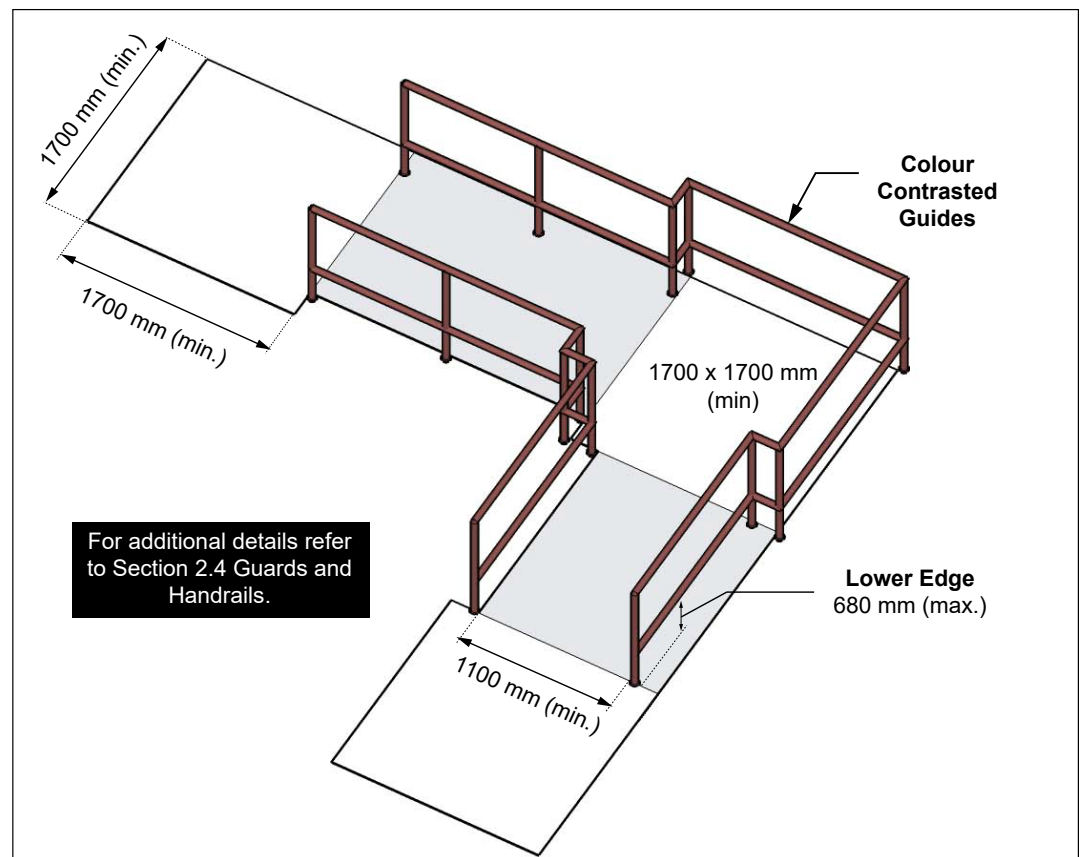 1700 mm (min.)
1700 mm (min.)
Colour
Contrasted
Guides
1700 x 1700 mm
(min)
For additional details refer
to Section 2.4 Guards and
Handrails.
Lower Edge
680 mm (max.)
1100 mm (min.)